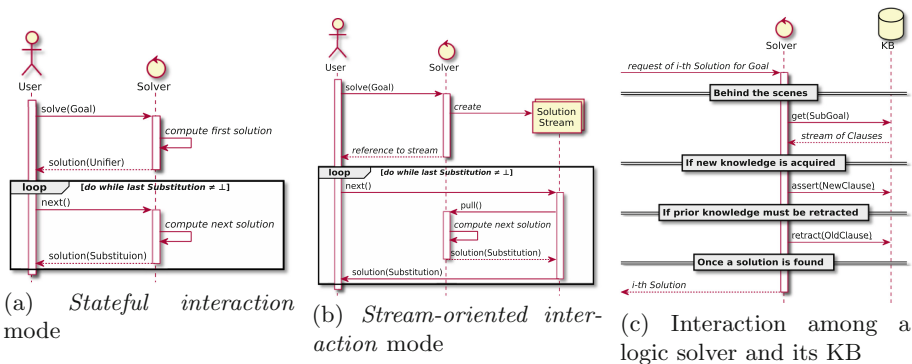 User
Solver
solve(Goal)
compute first solution
solution(Unifier)
loop
[do while last Substitution ≠ ⊥]
next()
compute next solution
solution(Substituion)
(a) Stateful interaction
mode
User
Solver
solve(Goal)
create
Solution
Stream
reference to stream
loop
[do while last Substitution ≠ ⊥]
next()
pull()
compute next solution
solution(Substitution)
solution(Substitution)
(b) Stream-oriented inter-
action mode
Solver
KB
request of i-th Solution for Goal
Behind the scenes
get(SubGoal)
stream of Clauses
If new knowledge is acquired
assert(NewClause)
If prior knowledge must be retracted
retract(OldClause)
Once a solution is found
i-th Solution
(c) Interaction among a
logic solver and its KB